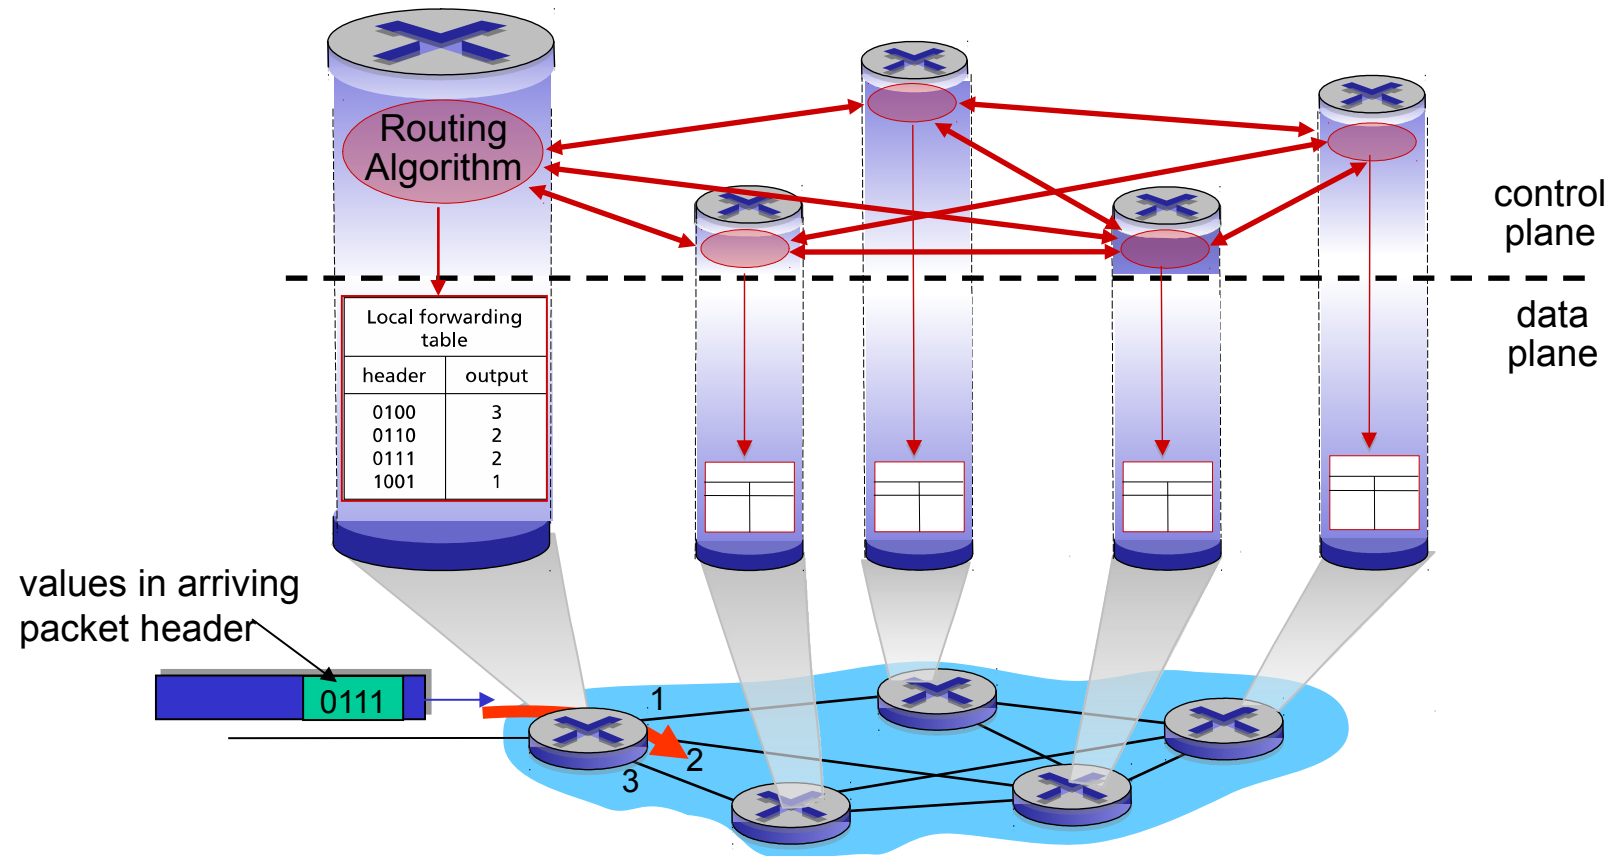 Routing
Algorithm
control
plane
data
plane
Local forwarding
table
header output
0100 3
0110 2
0111 2
1001 1
values in arriving
packet header
0111
1
2
3